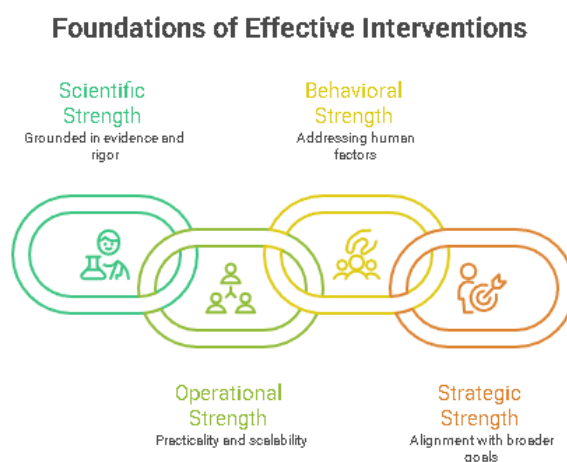 Foundations of Effective Interventions
Scientific
Strength
Grounded in evidence and
rigor
Behavioral
Strength
Addressing human
factors
Operational
Strength
Practicality and scalability
Strategic
Strength
Alignment with broader
goals